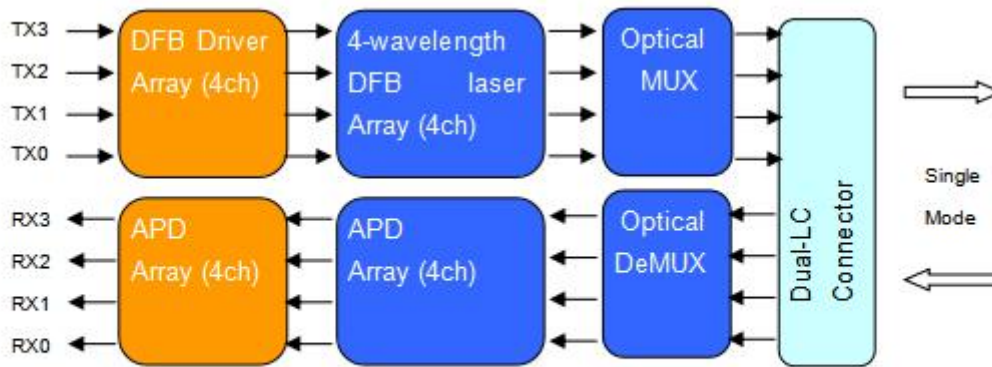 TX3
TX2
TX1
TX0
DFB Driver
Array (4ch)
4-wavelength
DFB laser
Array (4ch)
Optical
MUX
RX3
RX2
RX1
RX0
APD
Array (4ch)
APD
Array (4ch)
Optical
DeMUX
Dual-LC
Connector
Single
Mode